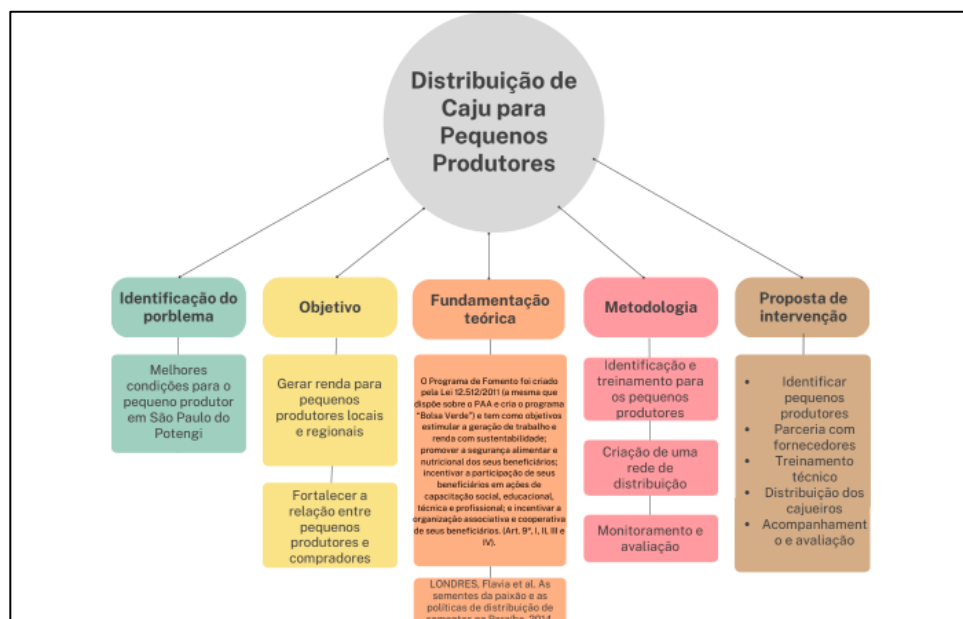 Distribuição de
Caju para
Pequenos
Produtores
Identificação do
porblema
Melhores
condições para o
pequeno produtor
em São Paulo do
Potengi
Objetivo
Gerar renda para
pequenos
produtores locais
e regionais
Fortalecer a
relação entre
pequenos
produtores e
compradores
Fundamentação
teórica
O Programa de Fomento foi criado
pela Lei 12.512/2011 (a mesma que
dispõe sobre o PAA e cria o programa
"Bolsa Verde") e tem como objetivos
estimular a geração de trabalho e
renda com sustentabilidade;
promover a segurança alimentar e
nutricional dos seus beneficiários;
incentivar a participação de seus
beneficiários em ações de
capacitação social, educacional,
técnica e profissional; e incentivar a
organização associativa e cooperativa
de seus beneficiários. (Art. 9º, I, II, III e
IV).
LONDRES, Flavia et al. As
sementes da paixão e as
políticas de distribuição de
sementes na Paraíba. 2014.
Metodologia
Identificação e
treinamento para
os pequenos
produtores
Criação de uma
rede de
distribuição
Monitoramento e
avaliação
Proposta de
intervenção
• Identificar
pequenos
produtores
• Parceria com
fornecedores
• Treinamento
técnico
• Distribuição dos
cajueiros
• Acompanhament
o e avaliação